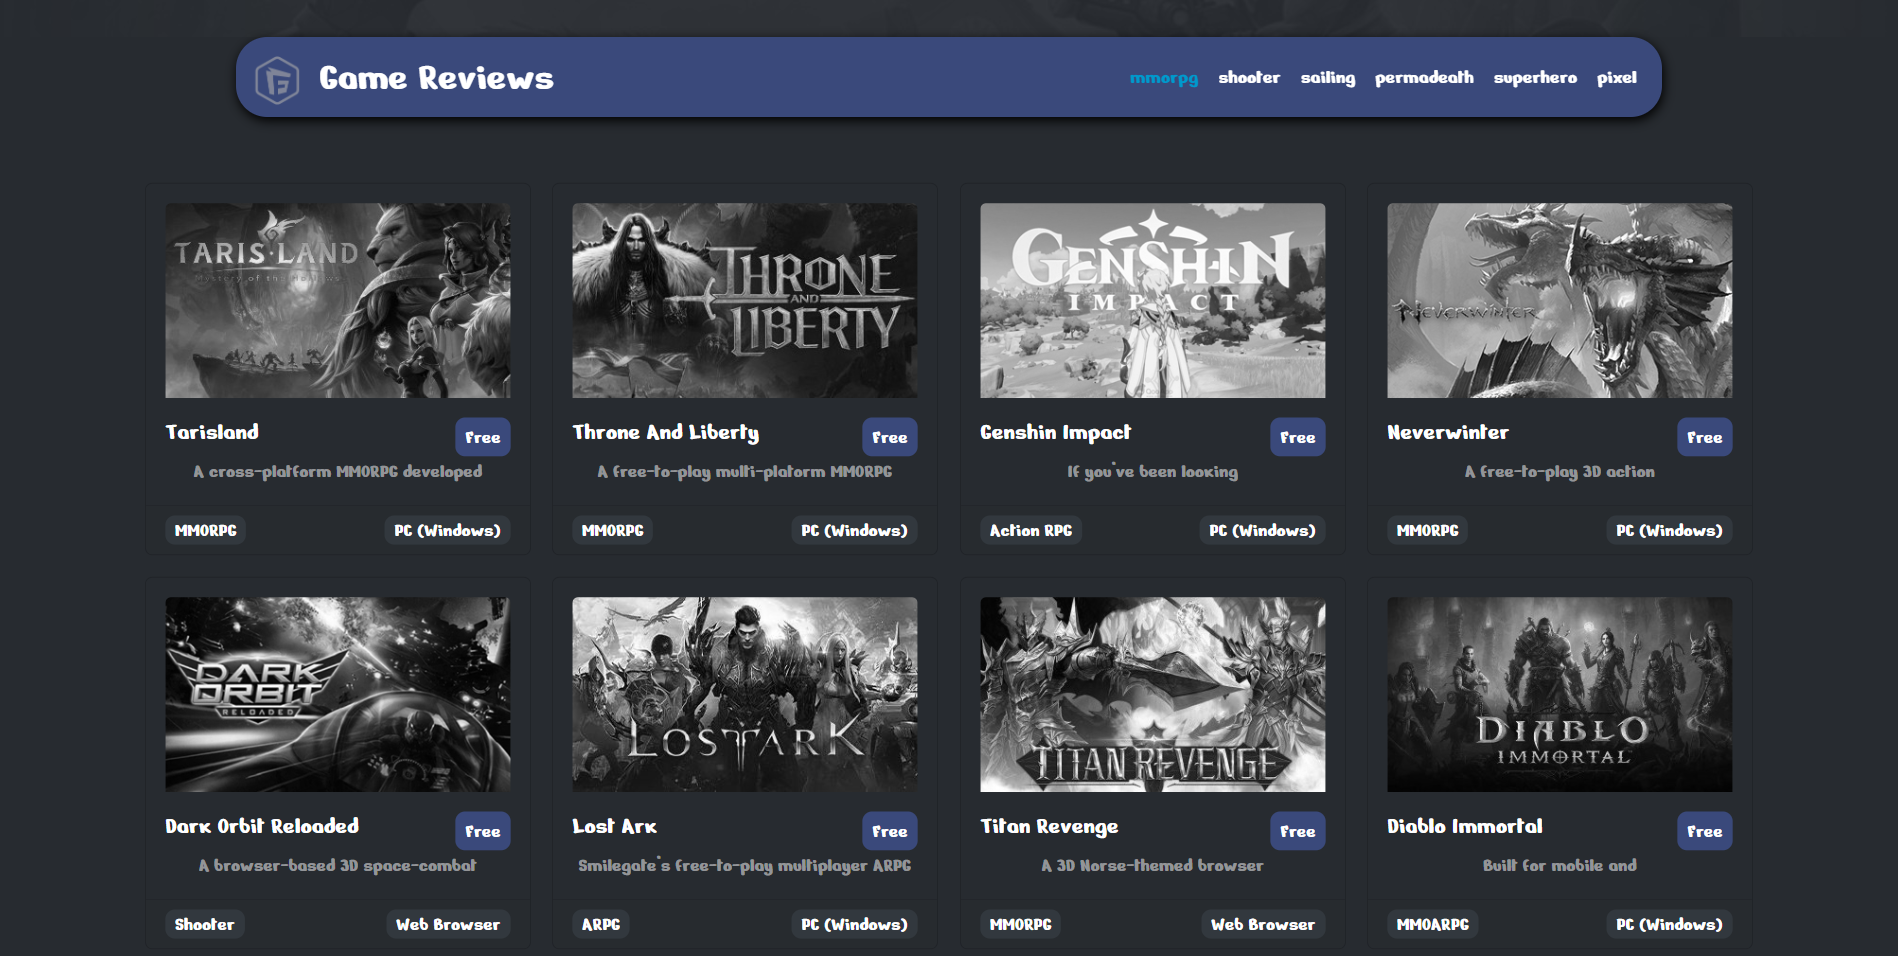 Game Reviews
mmorpg shooter sailing permadeath superhero pixel
TARISLAND
THRONE
AND
LIBERTY
GENSHIN
IMPACT
NEVERWINTER
Tarisland Free
A cross-platform MMORPG developed
MMORPG PC (Windows)
Throne And Liberty Free
A free-to-play multi-platorm MMORPG
MMORPG PC (Windows)
Genshin Impact Free
If you've been looking
Action RPG PC (Windows)
Neverwinter Free
A free-to-play 3D action
MMORPG PC (Windows)
DARK
ORBIT
RELOADED
LOST ARK
TITAN REVENGE
DIABLO
IMMORTAL
Dark Orbit Reloaded Free
A browser-based 3D space-combat
Shooter Web Browser
Lost Ark Free
Smilegate's free-to-play multiplayer ARPG
ARPG PC (Windows)
Titan Revenge Free
A 3D Norse-themed browser
MMORPG Web Browser
Diablo Immortal Free
Built for mobile and
MMOARPG PC (Windows)